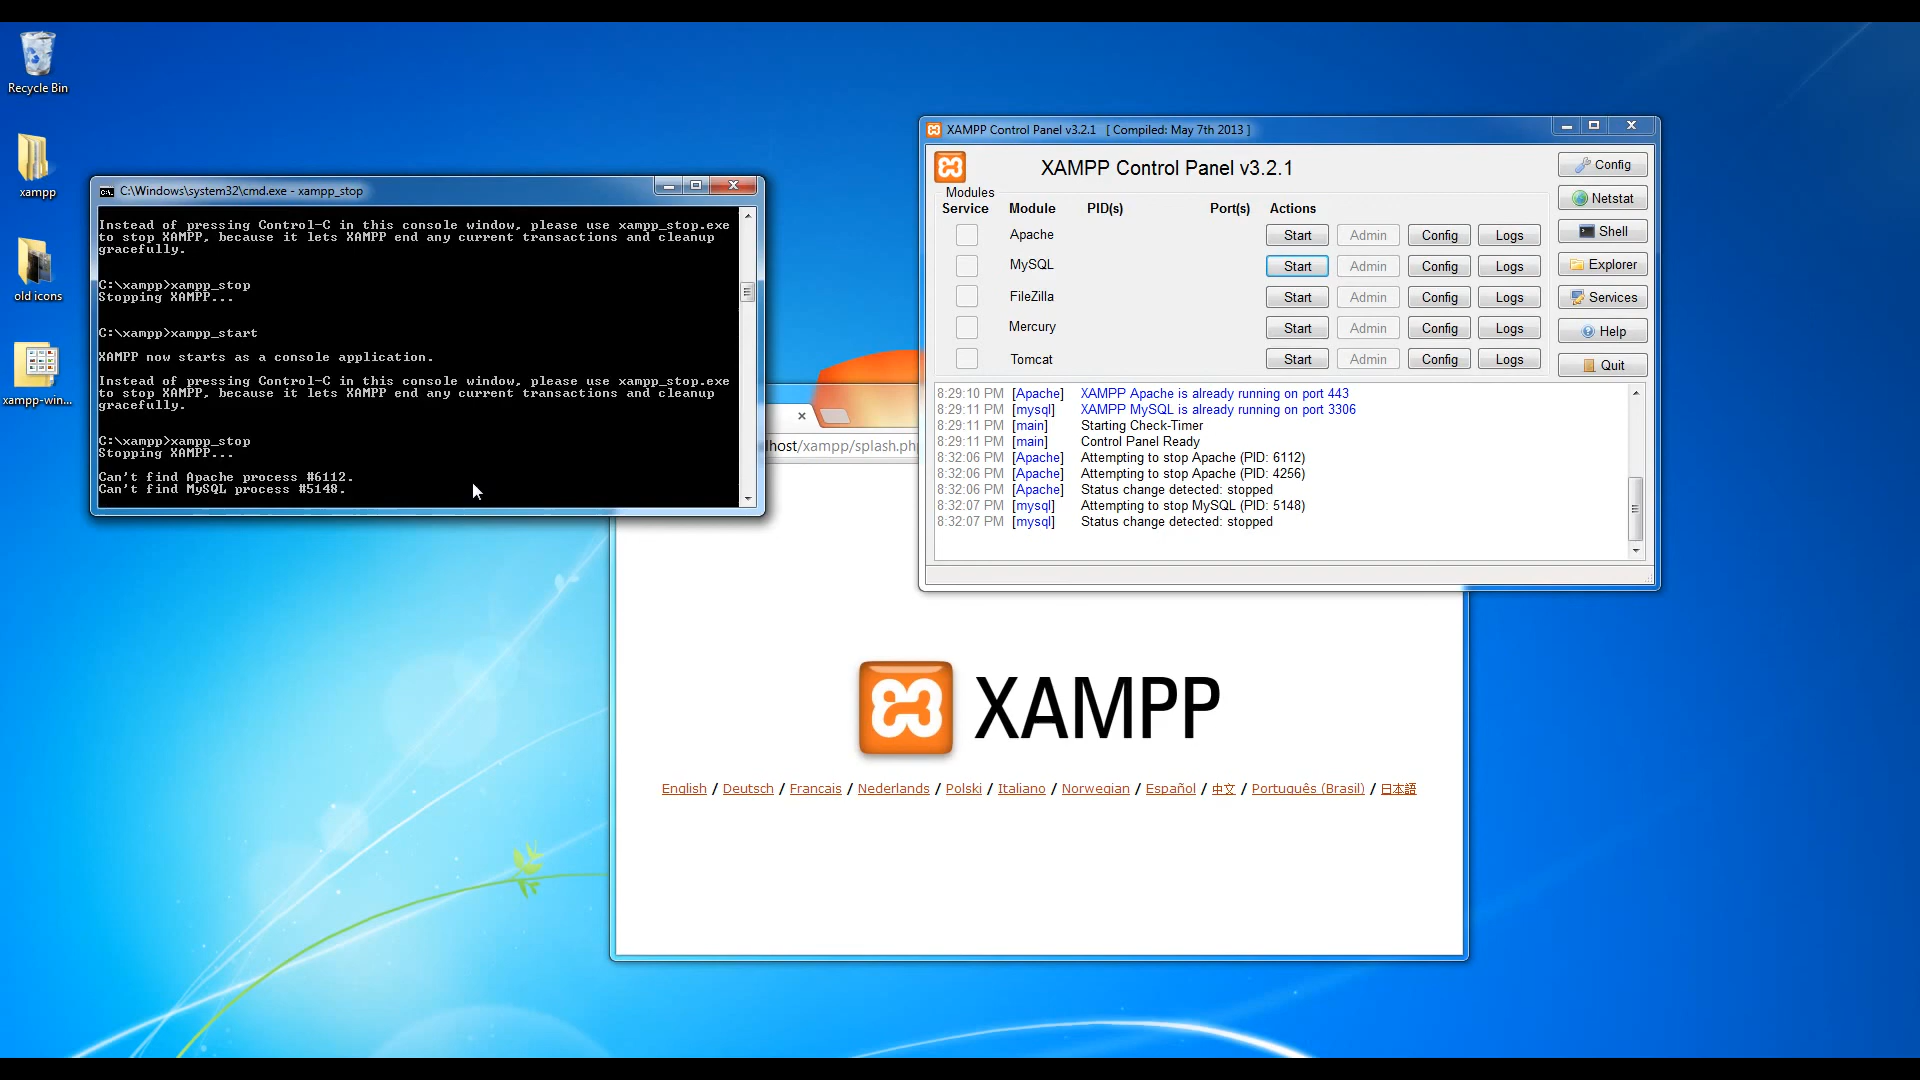 Recycle Bin
xampp
old icons
xampp-win...
C:\Windows\system32\cmd.exe - xampp_stop
Instead of pressing Control-C in this console window, please use xampp_stop.exe
to stop XAMPP, because it lets XAMPP end any current transactions and cleanup
gracefully.
C:\xampp>xampp_stop
Stopping XAMPP...
C:\xampp>xampp_start
XAMPP now starts as a console application.
Instead of pressing Control-C in this console window, please use xampp_stop.exe
to stop XAMPP, because it lets XAMPP end any current transactions and cleanup
gracefully.
C:\xampp>xampp_stop
Stopping XAMPP...
Can't find Apache process #6112.
Can't find MySQL process #5148.
lhost/xampp/splash.php
XAMPP Control Panel v3.2.1 [ Compiled: May 7th 2013 ]
XAMPP Control Panel v3.2.1
Modules
Service Module PID(s) Port(s) Actions
Apache Start Admin Config Logs
MySQL Start Admin Config Logs
FileZilla Start Admin Config Logs
Mercury Start Admin Config Logs
Tomcat Start Admin Config Logs
Config
Netstat
Shell
Explorer
Services
Help
Quit
8:29:10 PM [Apache] XAMPP Apache is already running on port 443
8:29:11 PM [mysql] XAMPP MySQL is already running on port 3306
8:29:11 PM [main] Starting Check-Timer
8:29:11 PM [main] Control Panel Ready
8:32:06 PM [Apache] Attempting to stop Apache (PID: 6112)
8:32:06 PM [Apache] Attempting to stop Apache (PID: 4256)
8:32:06 PM [Apache] Status change detected: stopped
8:32:07 PM [mysql] Attempting to stop MySQL (PID: 5148)
8:32:07 PM [mysql] Status change detected: stopped
XAMPP
English / Deutsch / Francais / Nederlands / Polski / Italiano / Norwegian / Español / 中文 / Português (Brasil) / 日本語